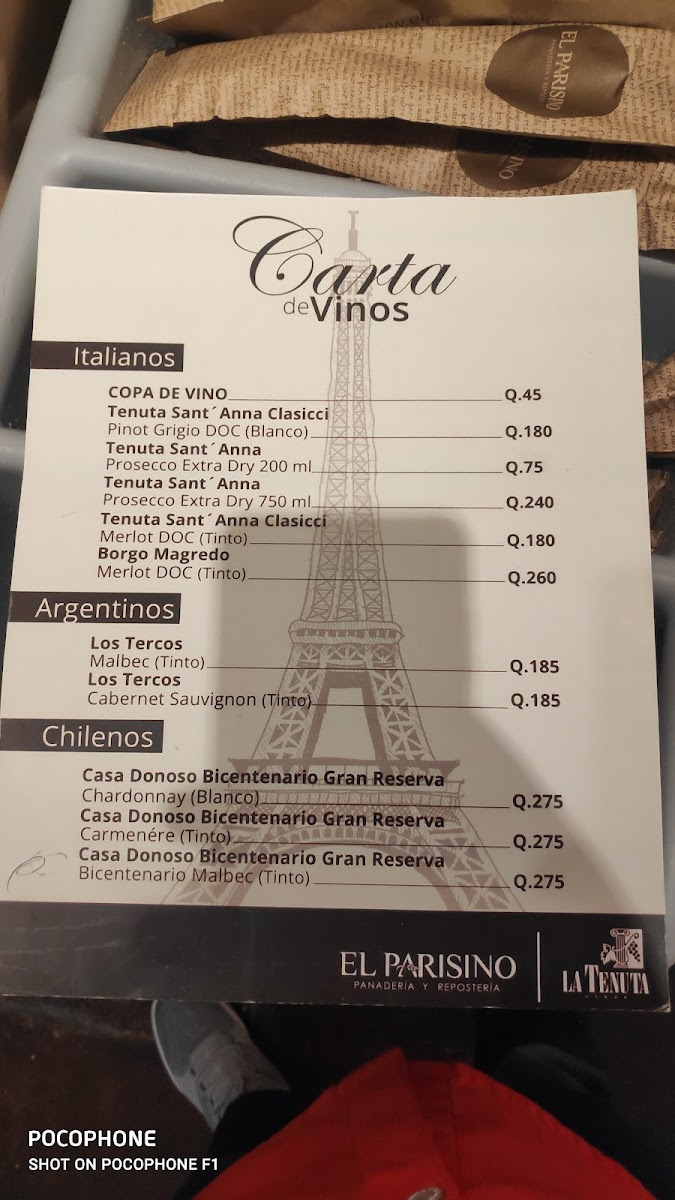 EL PARISINO
Carta
de Vinos
Italianos
COPA DE VINO Q.45
Tenuta Sant´Anna Clasicci
Pinot Grigio DOC (Blanco) Q.180
Tenuta Sant´Anna
Prosecco Extra Dry 200 ml Q.75
Tenuta Sant´Anna
Prosecco Extra Dry 750 ml Q.240
Tenuta Sant´Anna Clasicci
Merlot DOC (Tinto) Q.180
Borgo Magredo
Merlot DOC (Tinto) Q.260
Argentinos
Los Tercos
Malbec (Tinto) Q.185
Los Tercos
Cabernet Sauvignon (Tinto) Q.185
Chilenos
Casa Donoso Bicentenario Gran Reserva
Chardonnay (Blanco) Q.275
Casa Donoso Bicentenario Gran Reserva
Carmenére (Tinto) Q.275
Casa Donoso Bicentenario Gran Reserva
Bicentenario Malbec (Tinto) Q.275
EL PARISINO
PANADERÍA Y REPOSTERÍA
LA TENUTA
POCOPHONE
SHOT ON POCOPHONE F1